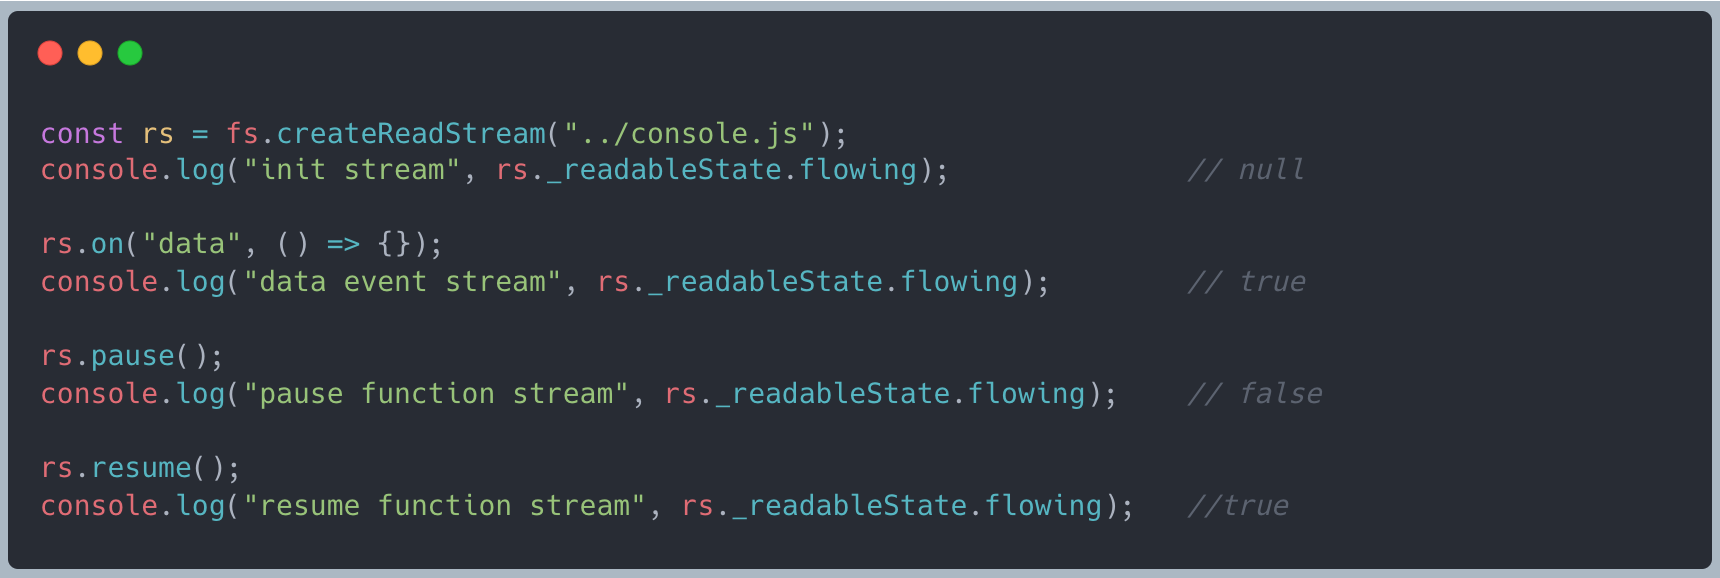 const rs = fs.createReadStream("../console.js");
console.log("init stream", rs._readableState.flowing); // null
rs.on("data", () => {});
console.log("data event stream", rs._readableState.flowing); // true
rs.pause();
console.log("pause function stream", rs._readableState.flowing); // false
rs.resume();
console.log("resume function stream", rs._readableState.flowing); //true